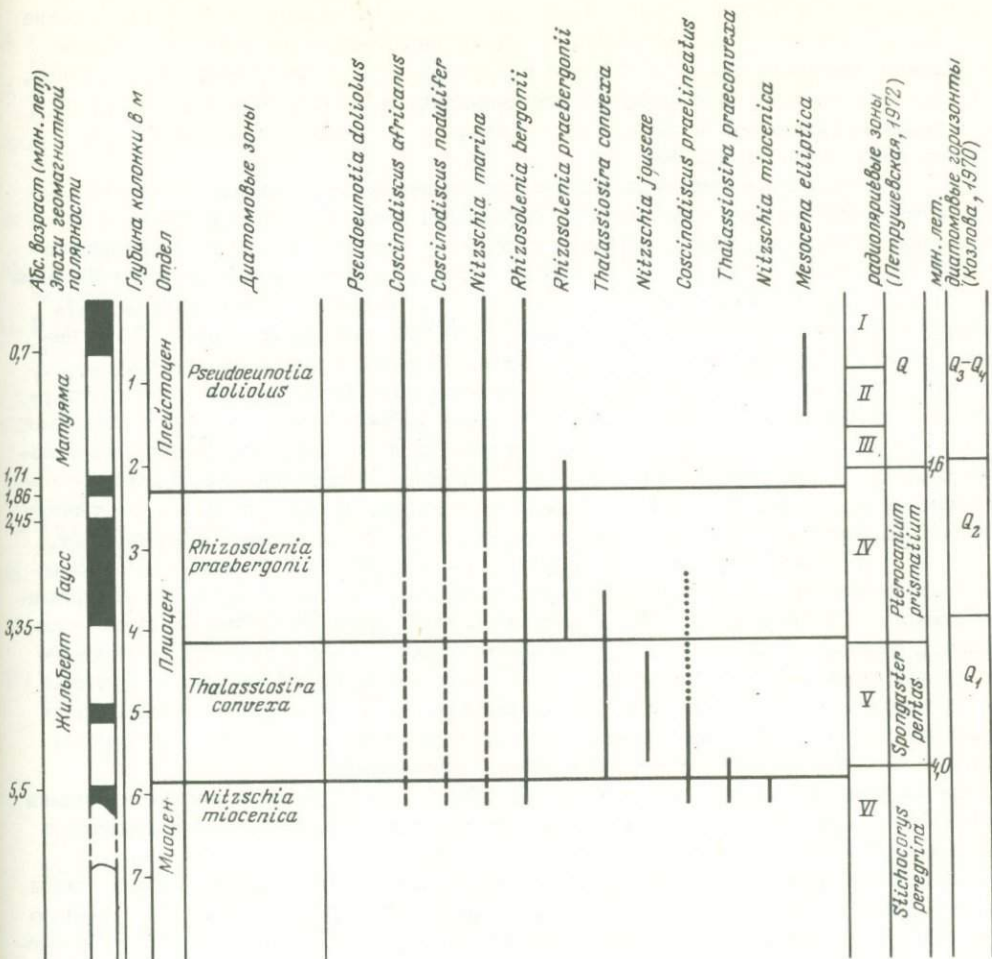 Абс. возраст (млн. лет)
Эпохи геомагнитной
полярности
Глубина колонки в м
Отдел
Диатомовые зоны
Pseudoeunotia doliolus
Coscinodiscus africanus
Coscinodiscus nodulifer
Nitzschia marina
Rhizosolenia bergonii
Rhizosolenia praebergonii
Thalassiosira convexa
Nitzschia jouseae
Coscinodiscus praelineatus
Thalassiosira praeconvexa
Nitzschia miocenica
Mesocena elliptica
радиоляриевые зоны
(Петрушевская, 1972)
млн. лет.
диатомовые горизонты
(Козлова, 1970)
0,7
1,71
1,86
2,45
3,35
5,5
Матуяма
Гаусс
Жильберт
1
2
3
4
5
6
7
Плейстоцен
Плиоцен
Миоцен
Pseudoeunotia
doliolus
Rhizosolenia
praebergonii
Thalassiosira
convexa
Nitzschia
miocenica
I
II
III
IV
V
VI
Q
Pterocanium
prismatium
Spongaster
pentas
Stichocorys
peregrina
1,6
4,0
Q3-Q4
Q2
Q1